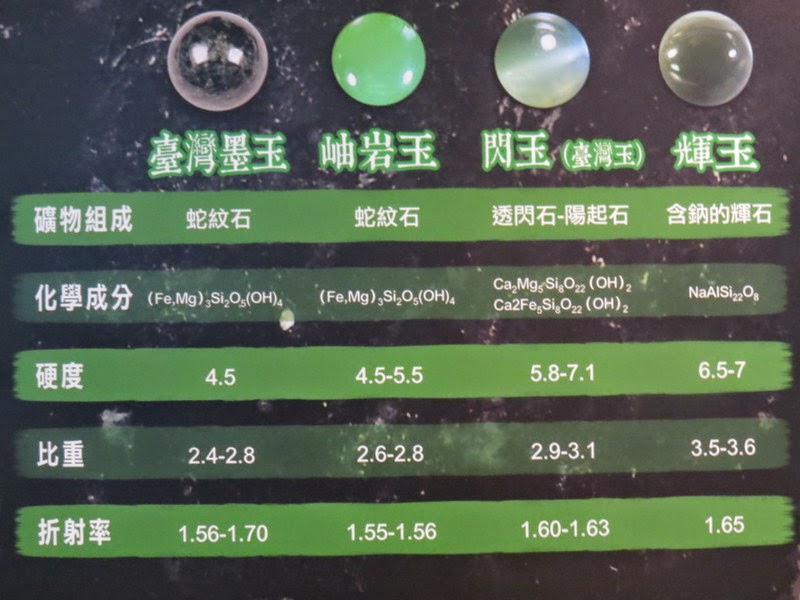 臺灣墨玉 岫岩玉 閃玉(臺灣玉) 輝玉
礦物組成 蛇紋石 蛇紋石 透閃石-陽起石 含鈉的輝石
化學成分 (Fe,Mg)₃Si₂O₅(OH)₄ (Fe,Mg)₃Si₂O₅(OH)₄ Ca₂Mg₅Si₈O₂₂(OH)₂ NaAlSi₂₂O₈
Ca2Fe₅Si₈O₂₂(OH)₂
硬度 4.5 4.5-5.5 5.8-7.1 6.5-7
比重 2.4-2.8 2.6-2.8 2.9-3.1 3.5-3.6
折射率 1.56-1.70 1.55-1.56 1.60-1.63 1.65